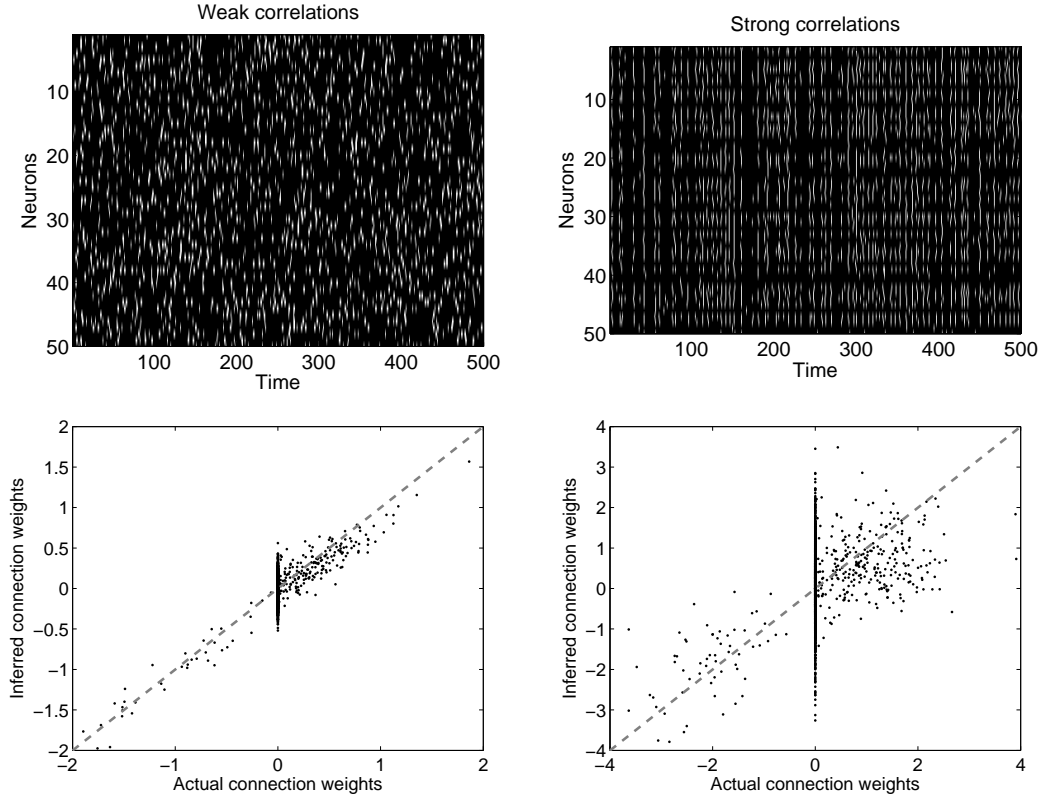 Weak correlations
10
20
30
40
50
Neurons
100 200 300 400 500
Time
Strong correlations
10
20
30
40
50
Neurons
100 200 300 400 500
Time
2
1.5
1
0.5
0
−0.5
−1
−1.5
−2
Inferred connection weights
−2 −1 0 1 2
Actual connection weights
4
3
2
1
0
−1
−2
−3
−4
Inferred connection weights
−4 −2 0 2 4
Actual connection weights